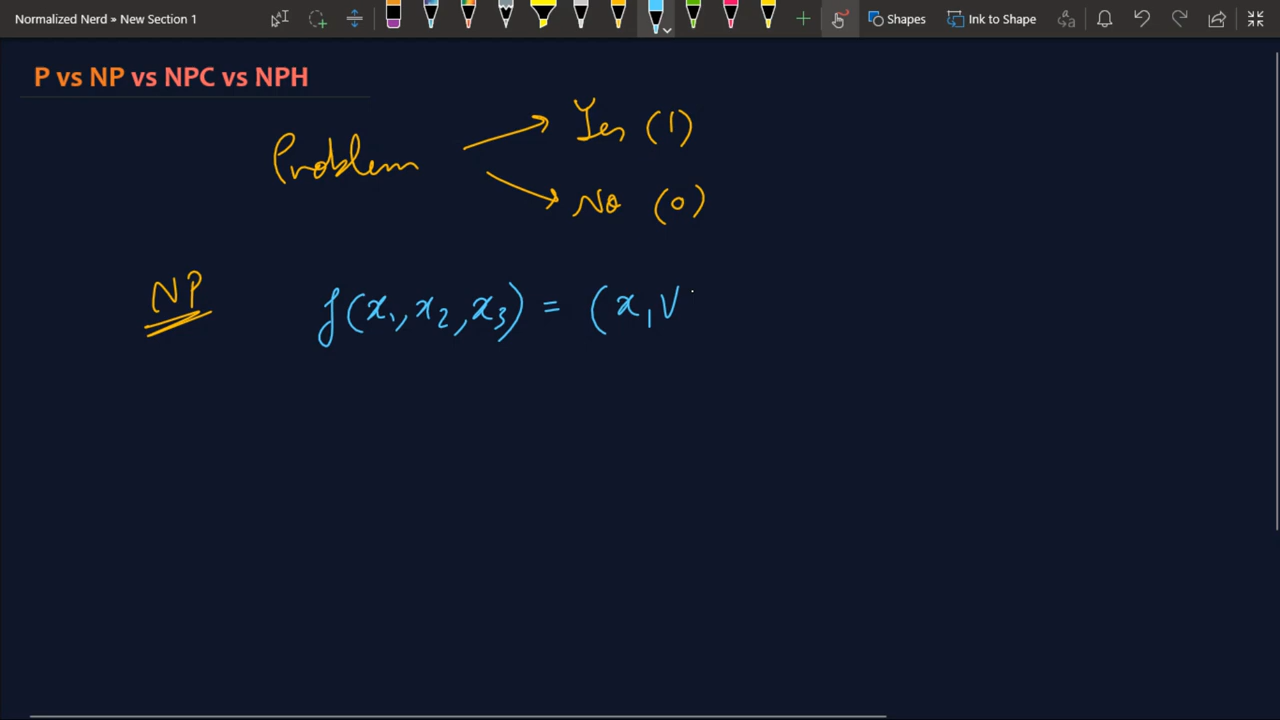 Normalized Nerd » New Section 1
Shapes
Ink to Shape
P vs NP vs NPC vs NPH
Problem
Yes (1)
No (0)
NP
f(x₁, x₂, x₃) = (x₁ V